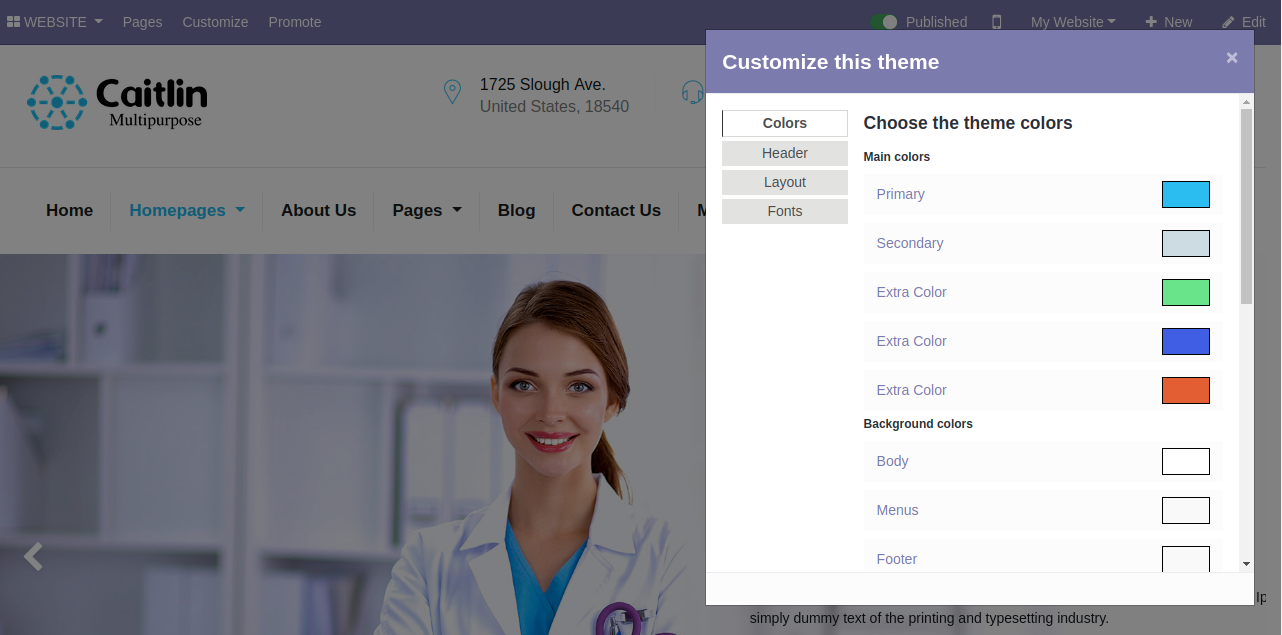 WEBSITE Pages Customize Promote Published My Website New Edit
Customize this theme ×
Caitlin
Multipurpose
1725 Slough Ave.
United States, 18540
Home Homepages About Us Pages Blog Contact Us
Colors
Header
Layout
Fonts
Choose the theme colors
Main colors
Primary
Secondary
Extra Color
Extra Color
Extra Color
Background colors
Body
Menus
Footer
simply dummy text of the printing and typesetting industry.